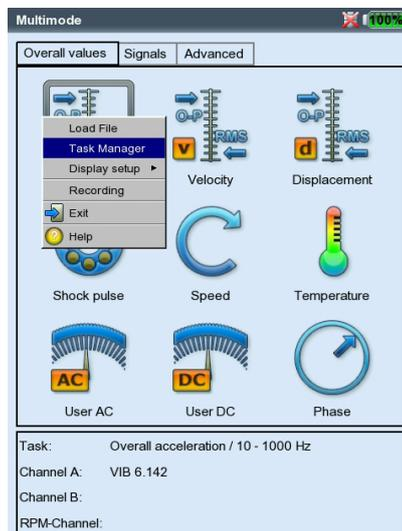 Multimode
100%
Overall values Signals Advanced
O-P
O-P RMS v
O-P RMS d
Load File
Task Manager
Display setup
Recording
Exit
? Help
Velocity Displacement
Shock pulse Speed Temperature
AC DC
User AC User DC Phase
Task: Overall acceleration / 10 - 1000 Hz
Channel A: VIB 6.142
Channel B:
RPM-Channel: